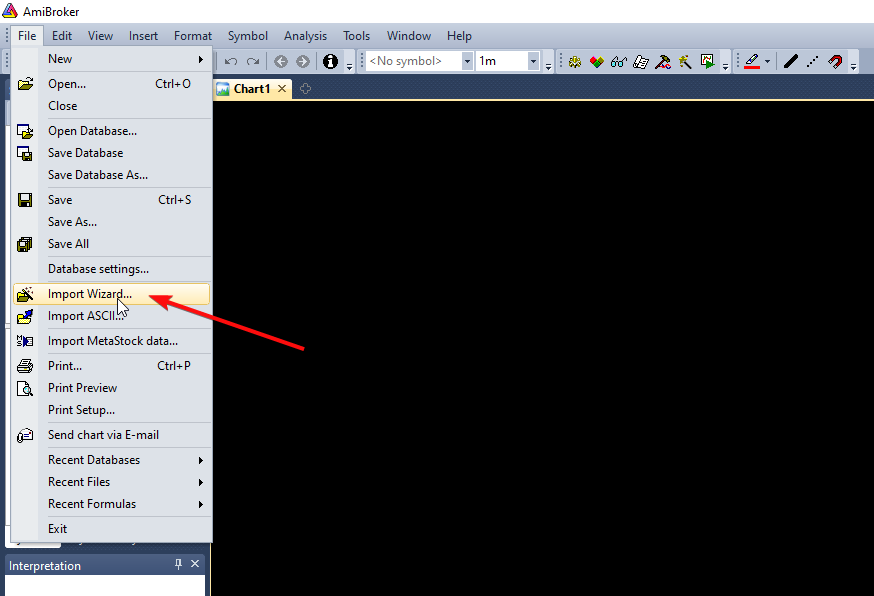 AmiBroker
File Edit View Insert Format Symbol Analysis Tools Window Help
<No symbol> 1m
Chart1
New
Open... Ctrl+O
Close
Open Database...
Save Database
Save Database As...
Save Ctrl+S
Save As...
Save All
Database settings...
Import Wizard...
Import ASCII...
Import MetaStock data...
Print... Ctrl+P
Print Preview
Print Setup...
Send chart via E-mail
Recent Databases
Recent Files
Recent Formulas
Exit
Interpretation